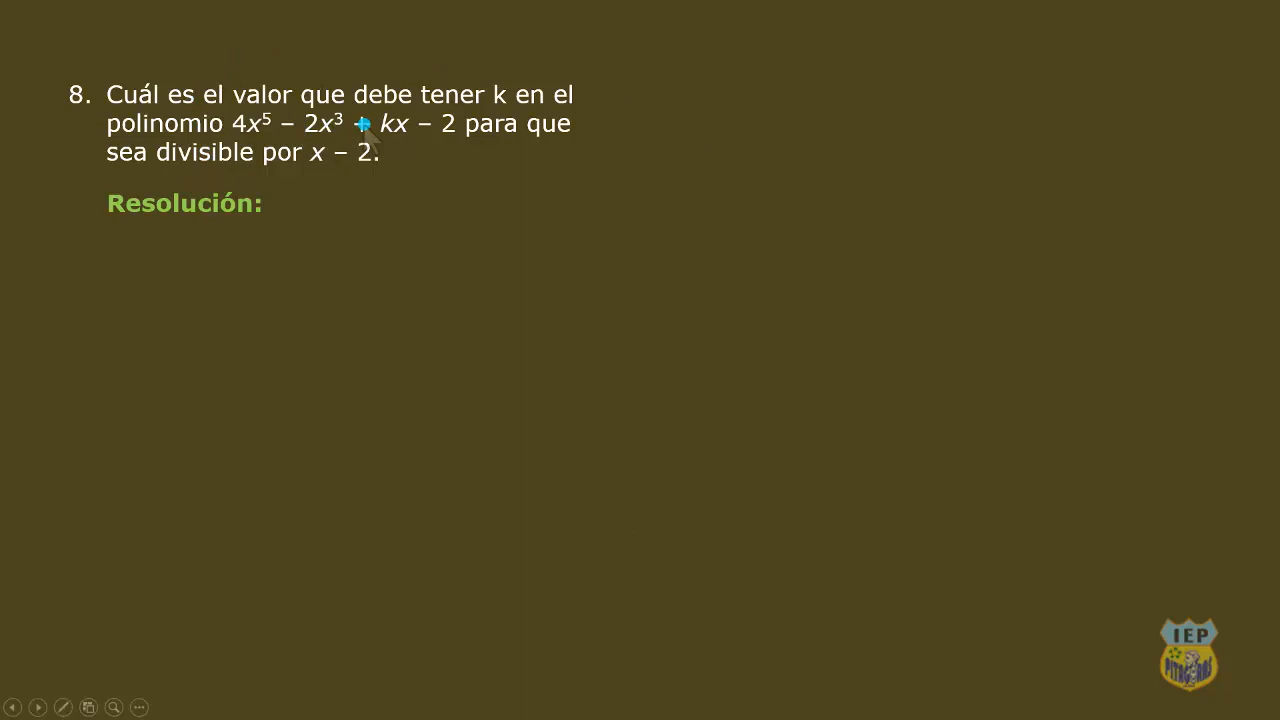 8. Cuál es el valor que debe tener k en el
polinomio 4x⁵ – 2x³ + kx – 2 para que
sea divisible por x – 2.
Resolución:
IEP
PITAGORAS